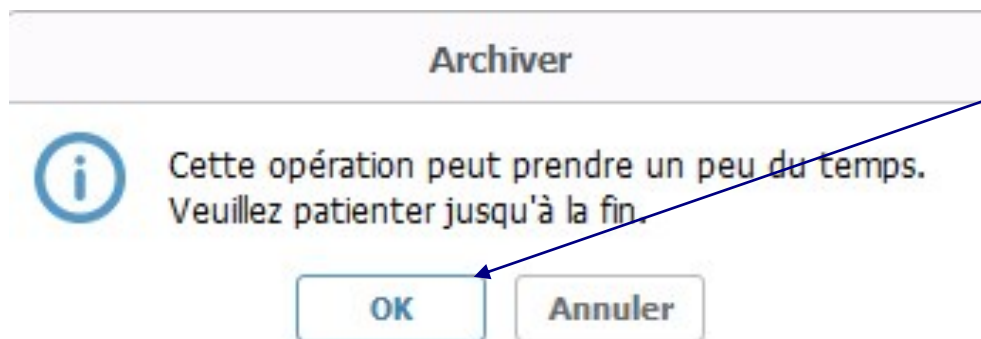 Archiver
Cette opération peut prendre un peu du temps.
Veuillez patienter jusqu'à la fin.
OK
Annuler